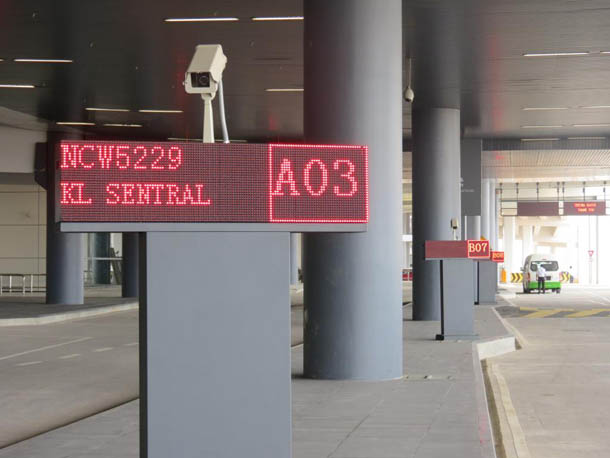 NCW5229
KL SENTRAL
A03
B07